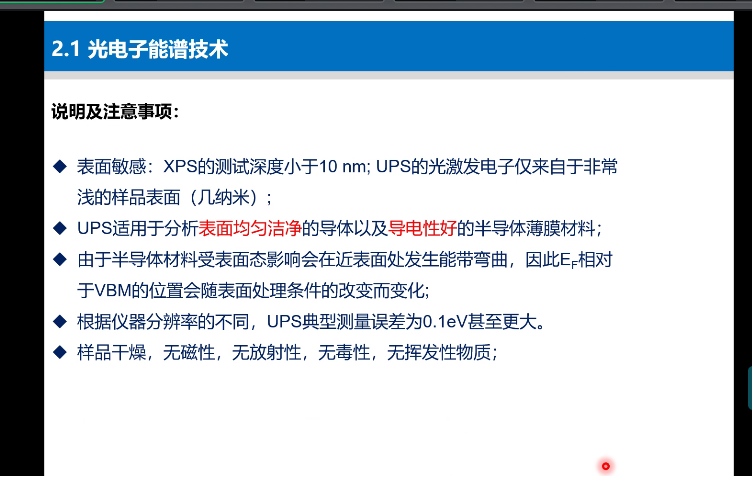 2.1 光电子能谱技术
说明及注意事项：
◆ 表面敏感：XPS的测试深度小于10 nm; UPS的光激发电子仅来自于非常
浅的样品表面（几纳米）;
◆ UPS适用于分析表面均匀洁净的导体以及导电性好的半导体薄膜材料；
◆ 由于半导体材料受表面态影响会在近表面处发生能带弯曲，因此EF相对
于VBM的位置会随表面处理条件的改变而变化;
◆ 根据仪器分辨率的不同，UPS典型测量误差为0.1eV甚至更大。
◆ 样品干燥，无磁性，无放射性，无毒性，无挥发性物质；